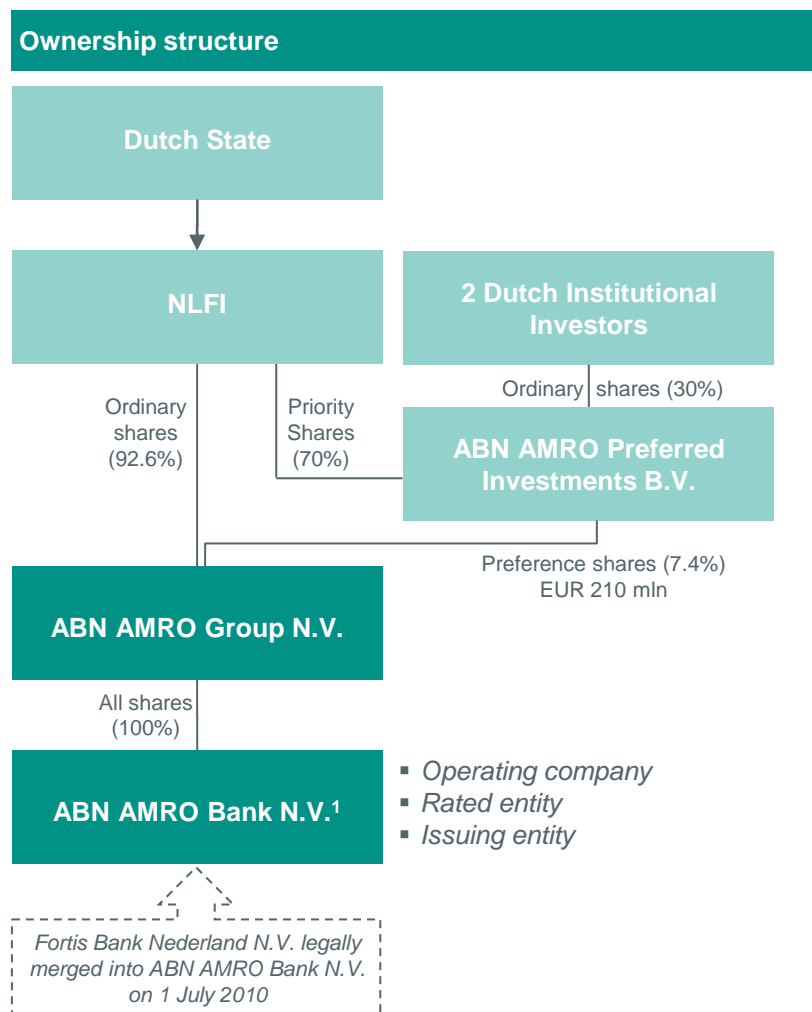 Ownership structure
Dutch State
NLFI
2 Dutch Institutional
Investors
Ordinary
shares
(92.6%)
Priority
Shares
(70%)
Ordinary shares (30%)
ABN AMRO Preferred
Investments B.V.
Preference shares (7.4%)
EUR 210 mln
ABN AMRO Group N.V.
All shares
(100%)
ABN AMRO Bank N.V.¹
▪ Operating company
▪ Rated entity
▪ Issuing entity
Fortis Bank Nederland N.V. legally
merged into ABN AMRO Bank N.V.
on 1 July 2010